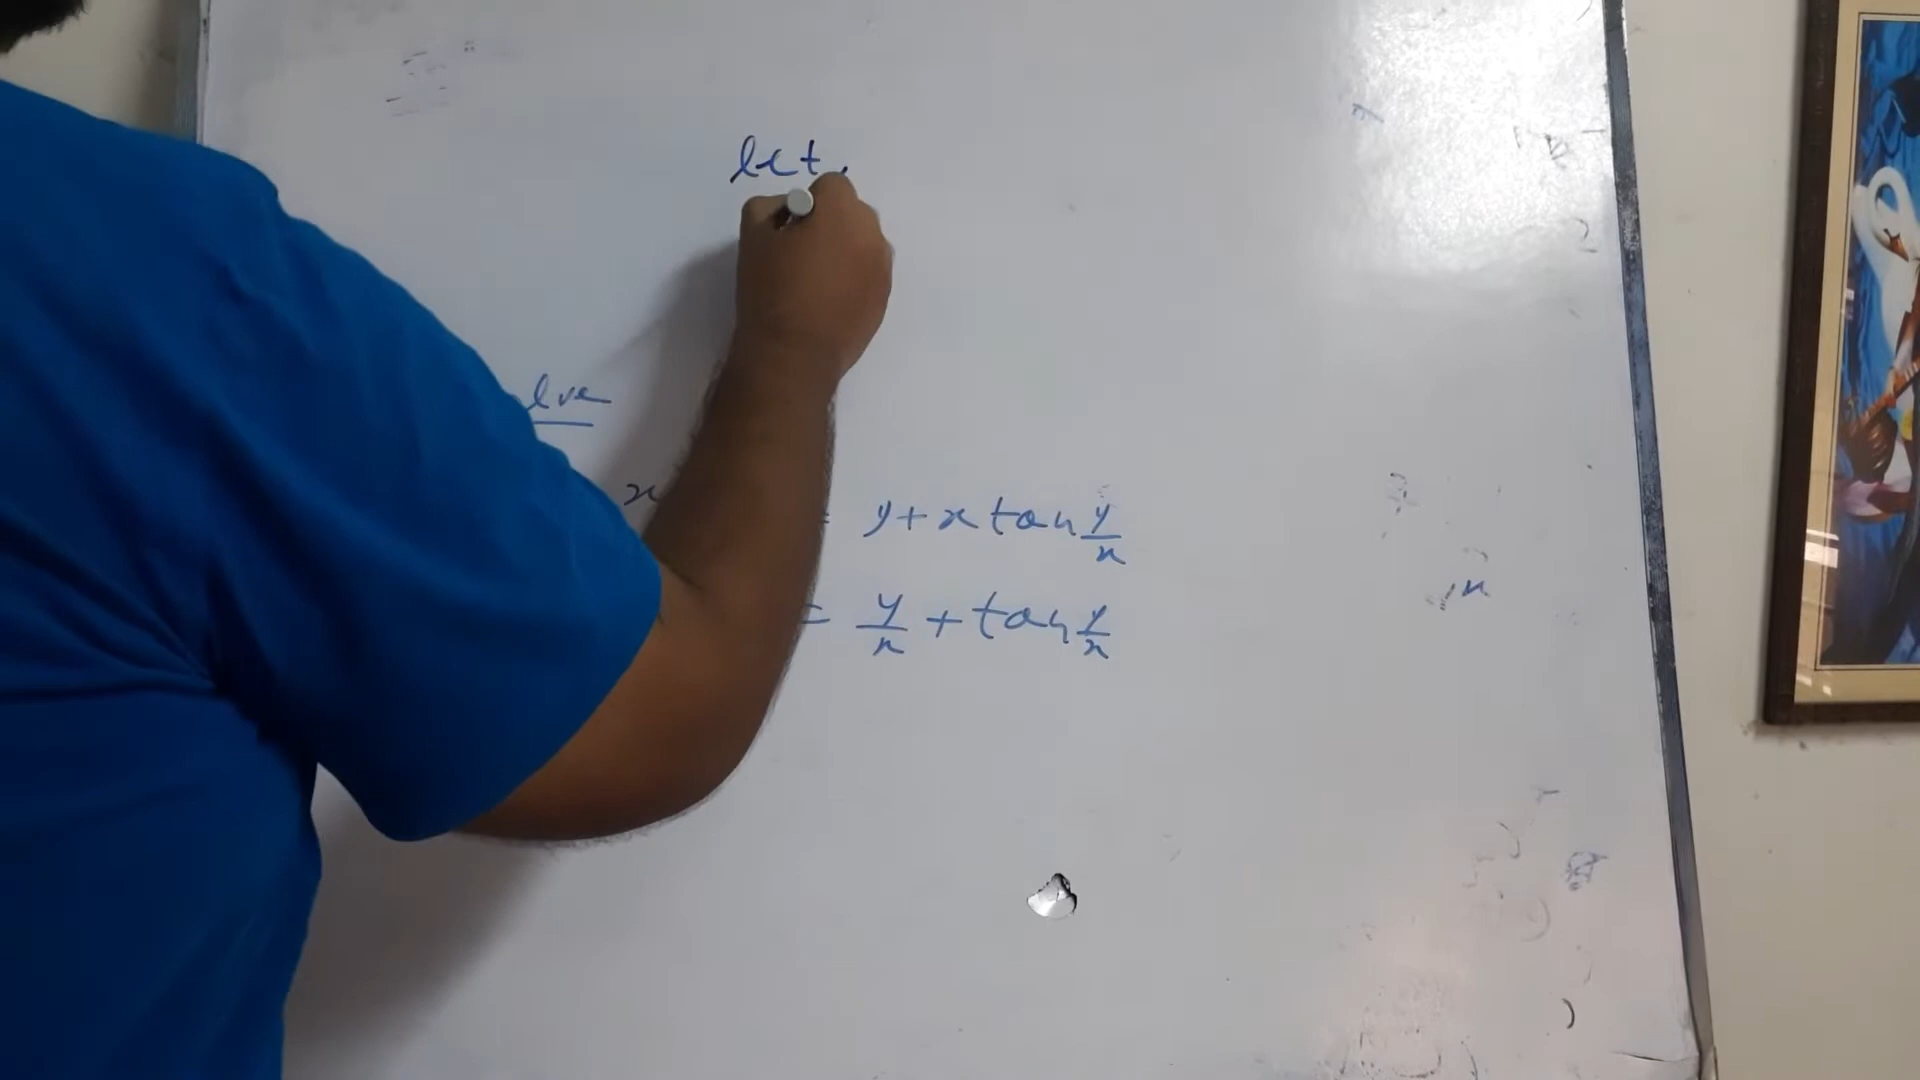 let
lve
x = y + x tan y/x
= y/x + tan y/x
x